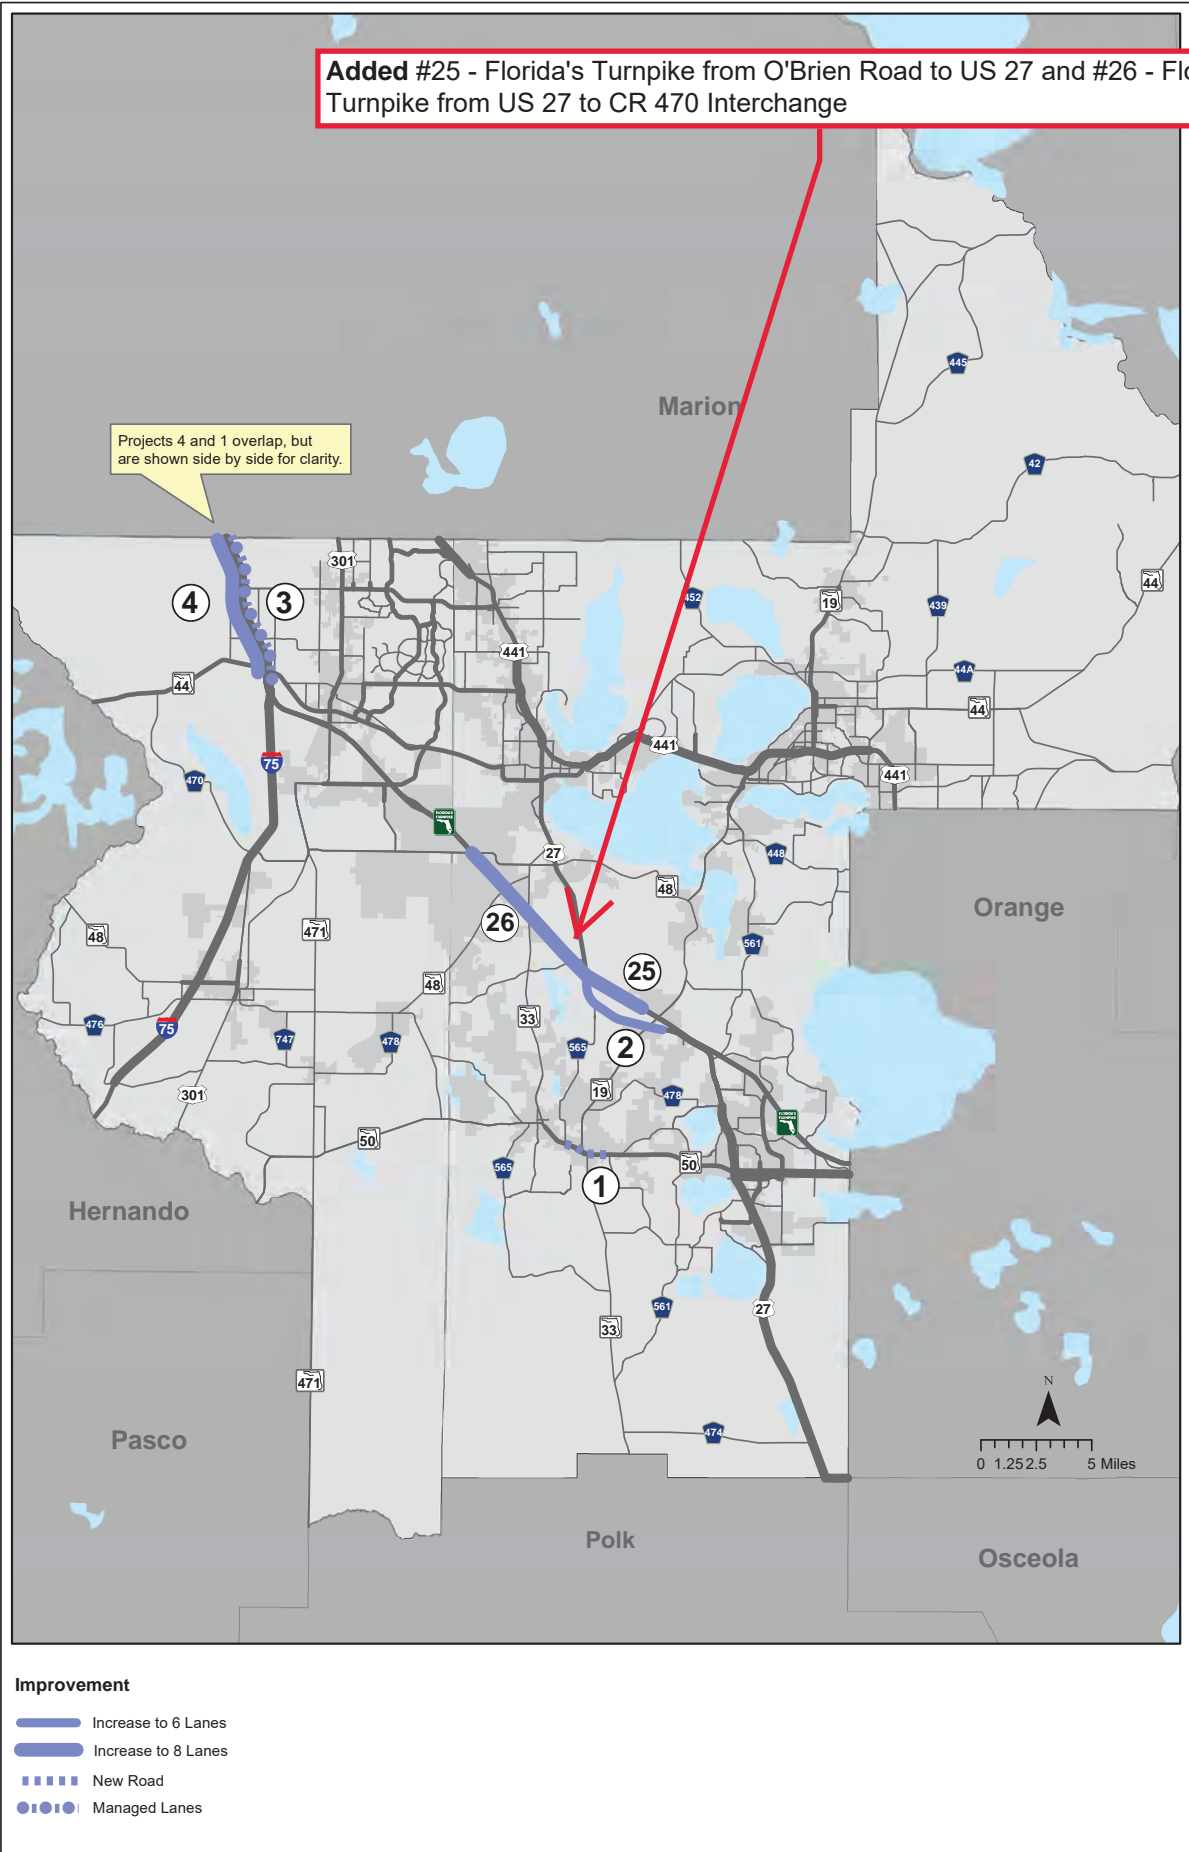 Added #25 - Florida's Turnpike from O'Brien Road to US 27 and #26 - Flo
Turnpike from US 27 to CR 470 Interchange
Marion
445
42
Projects 4 and 1 overlap, but
are shown side by side for clarity.
301
44
4
3
452
19
439
441
44A
44
44
441
75
441
470
FLORIDA'S
TURNPIKE
27
448
48
Orange
26
471
48
561
25
48
33
476
75
747
478
565
2
19
478
301
FLORIDA'S
TURNPIKE
50
50
565
1
Hernando
561
27
33
471
N
474
Pasco
0 1.25 2.5 5 Miles
Polk
Osceola
Improvement
Increase to 6 Lanes
Increase to 8 Lanes
New Road
Managed Lanes